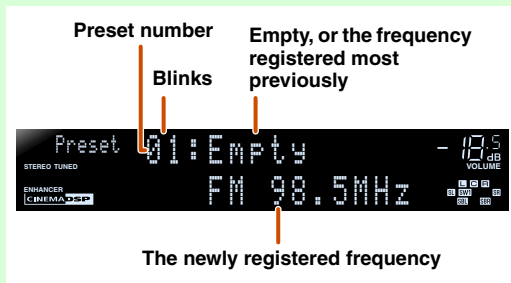 Preset number
Blinks
Empty, or the frequency
registered most
previously
Preset 01:Empty
-18.5
dB
VOLUME
STEREO TUNED
ENHANCER
CINEMA DSP
FM 98.5MHz
L C R
SL SW1 SR
SBL SBR
The newly registered frequency